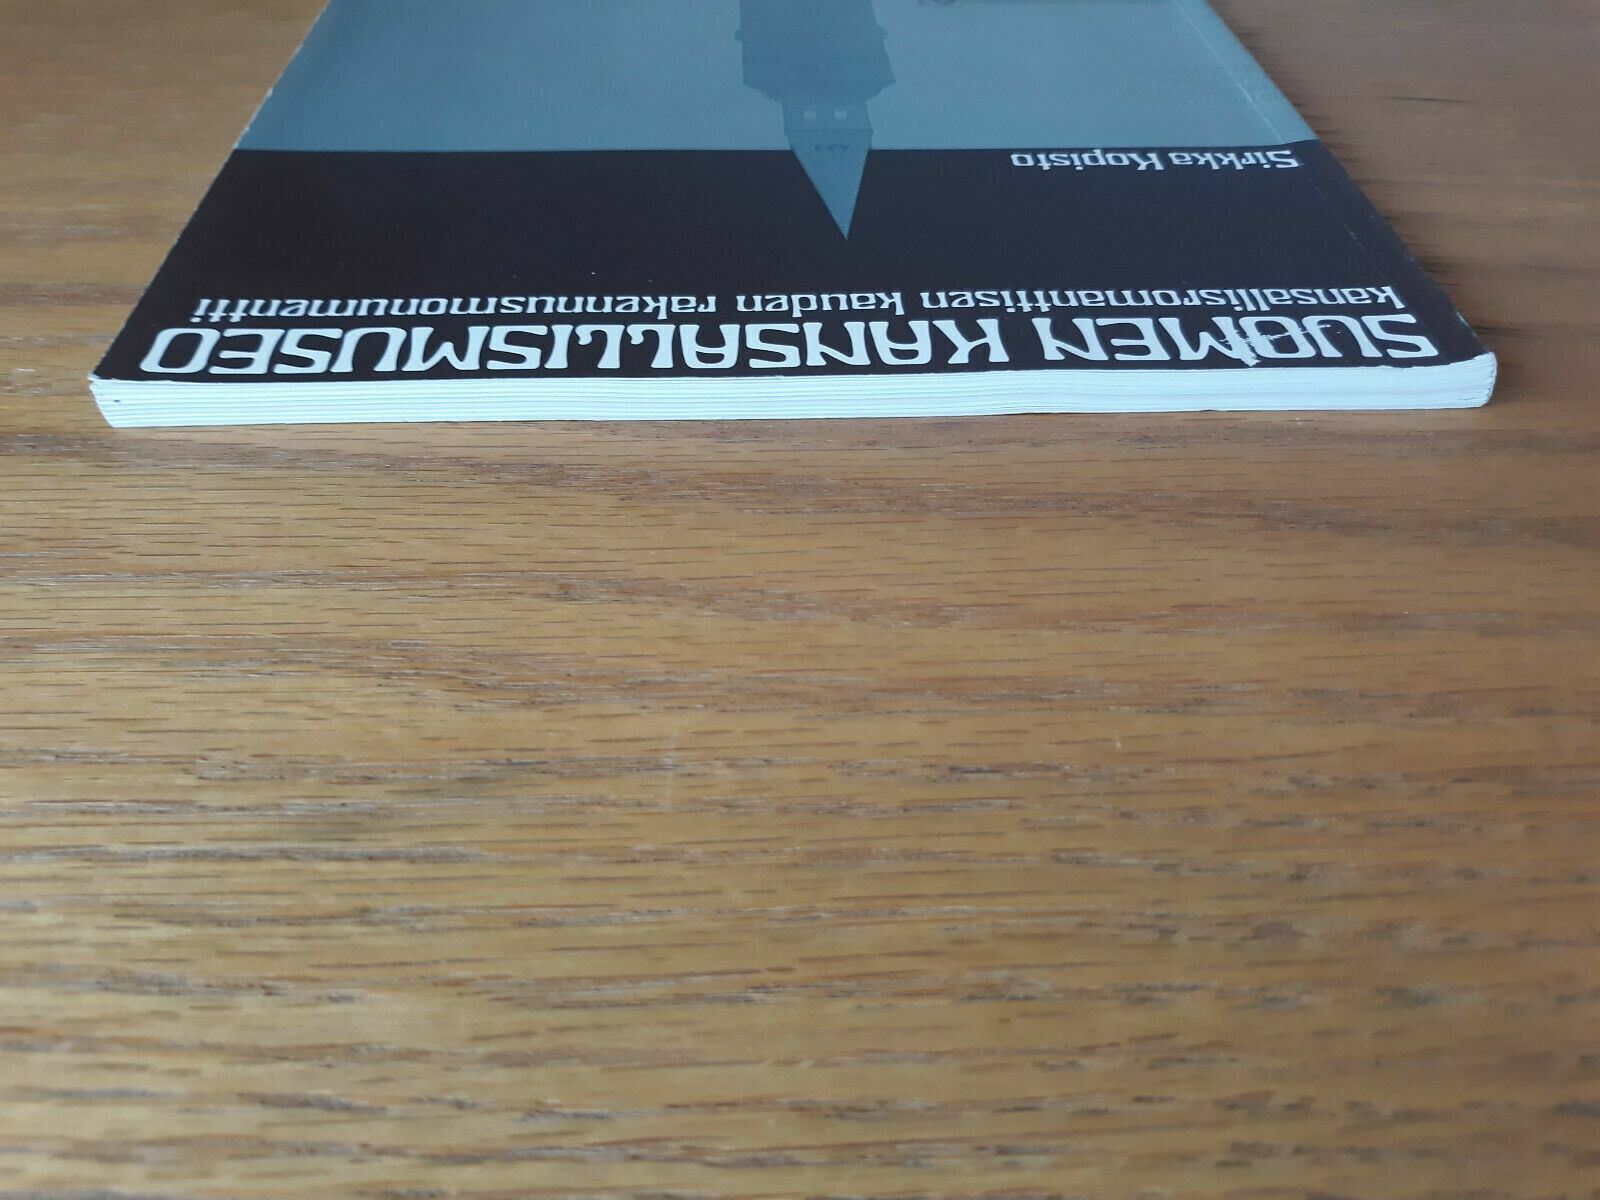 SUOMEN KANSALLISMUSEO
kansallisromanttisen kauden rakennusmonumentti
Sirkka Kopisto